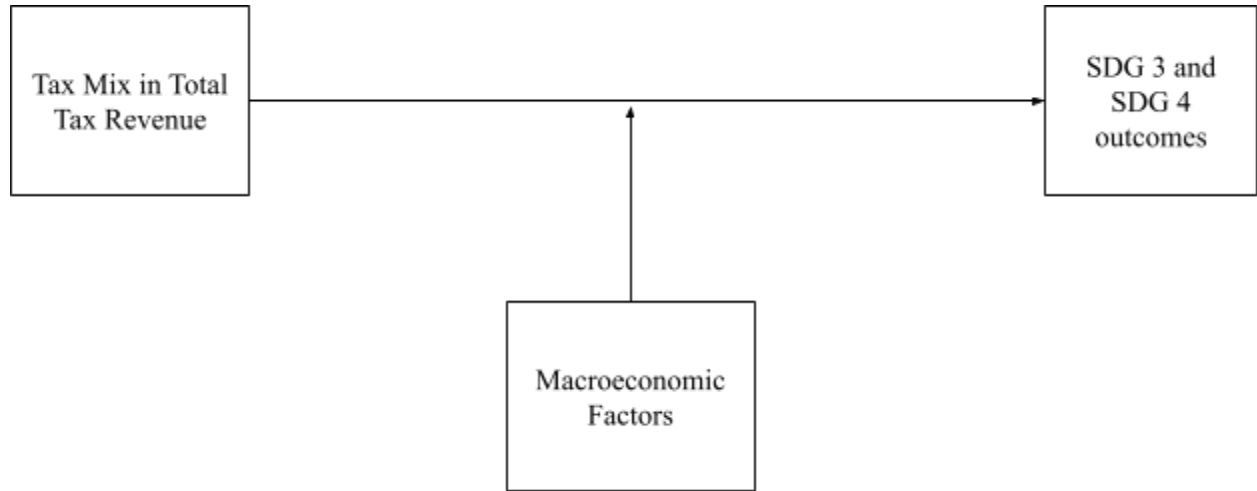 Tax Mix in Total
Tax Revenue
SDG 3 and
SDG 4
outcomes
Macroeconomic
Factors